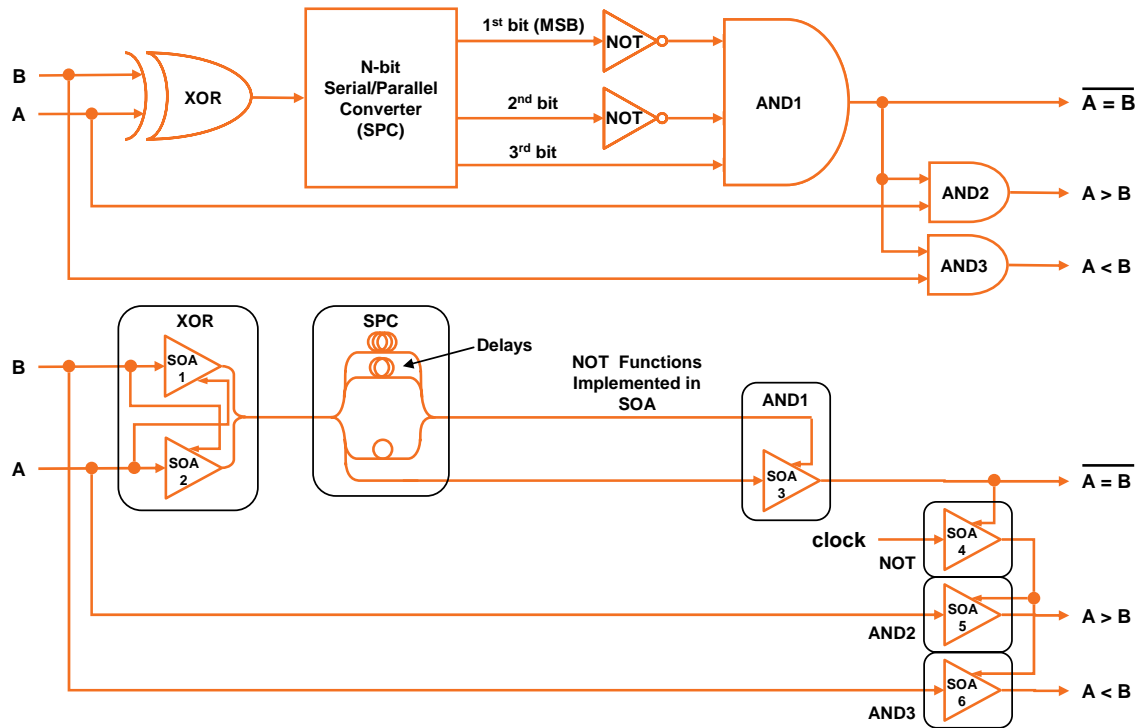 B
A
XOR
N-bit
Serial/Parallel
Converter
(SPC)
1st bit (MSB)
2nd bit
3rd bit
NOT
NOT
AND1
A = B
AND2
A > B
AND3
A < B
XOR
B
A
SOA
1
SOA
2
SPC
Delays
NOT Functions
Implemented in
SOA
AND1
SOA
3
A = B
clock
NOT
SOA
4
AND2
SOA
5
A > B
AND3
SOA
6
A < B